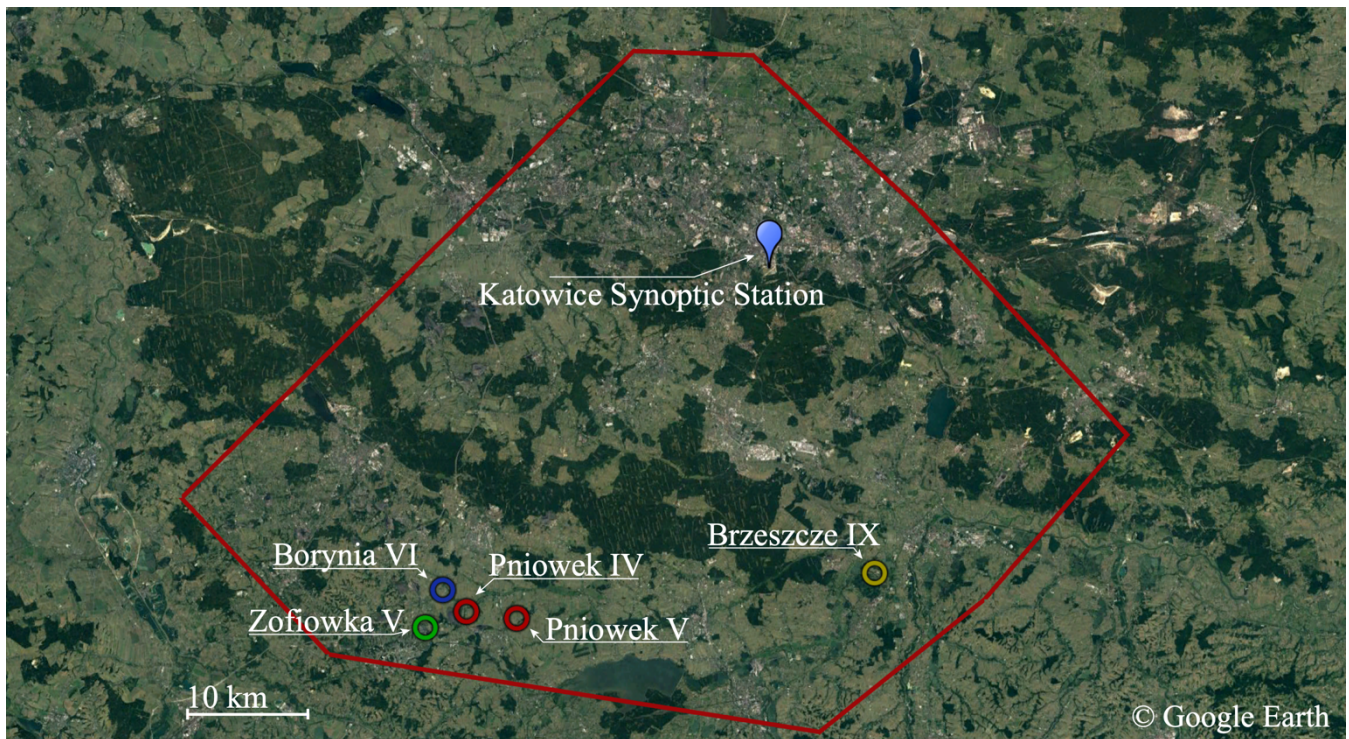 Katowice Synoptic Station
Brzeszcze IX
Borynia VI
Pniowek IV
Zofiowka V
Pniowek V
10 km
© Google Earth